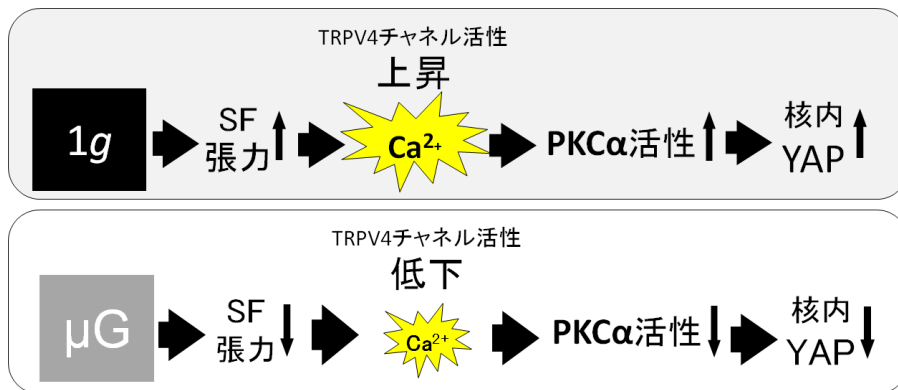 TRPV4チャネル活性
上昇
1g
SF
張力
Ca²⁺
PKCα活性
核内
YAP
TRPV4チャネル活性
低下
μG
SF
張力
Ca²⁺
PKCα活性
核内
YAP